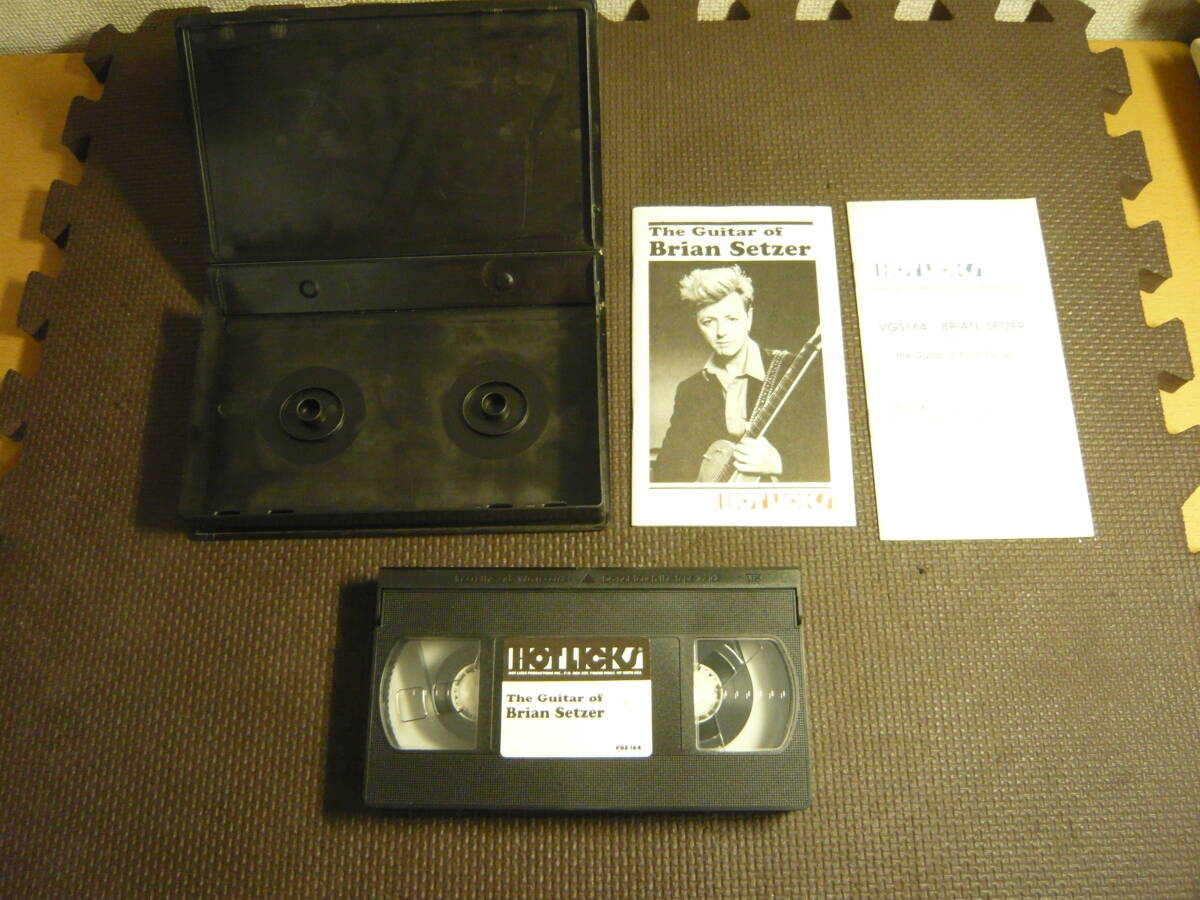 The Guitar of
Brian Setzer
HOT LICKS
HOT LICKS
VGS164 BRIAN SETZER
The Guitar of Brian Setzer
HOT LICKS
The Guitar of
Brian Setzer
VGS 164